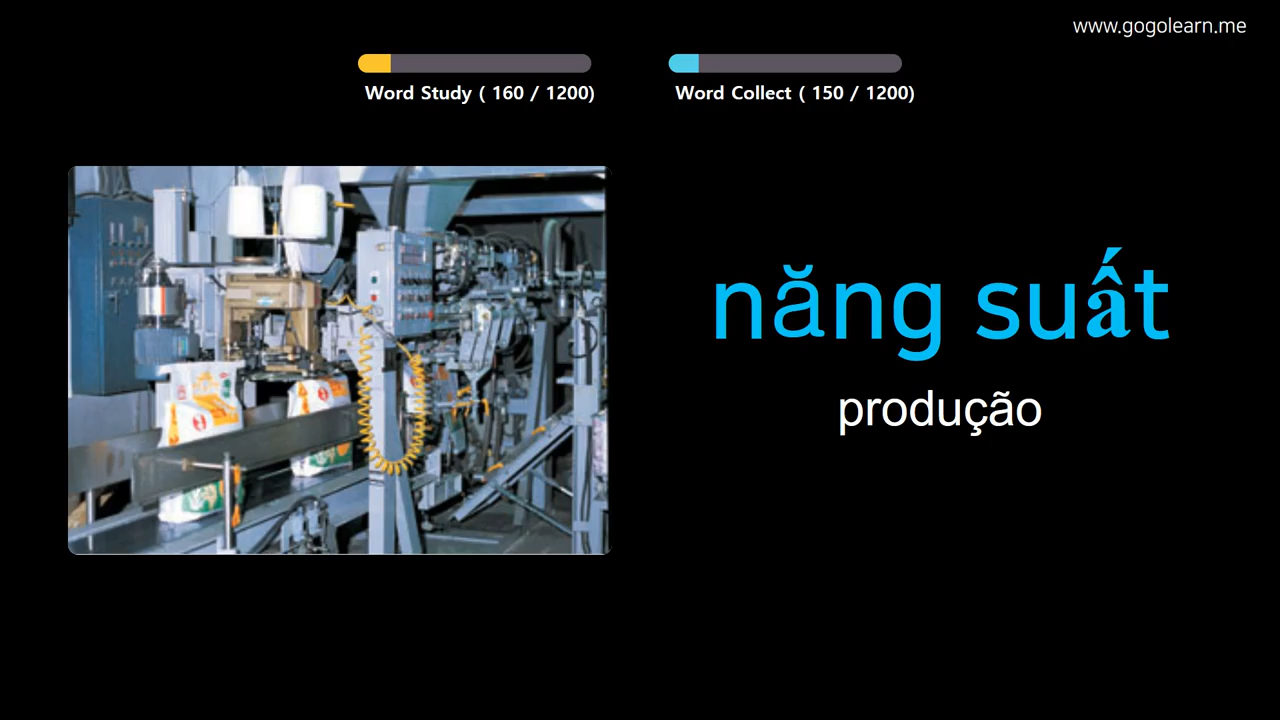 www.gogolearn.me
Word Study ( 160 / 1200)
Word Collect ( 150 / 1200)
năng suất
produção